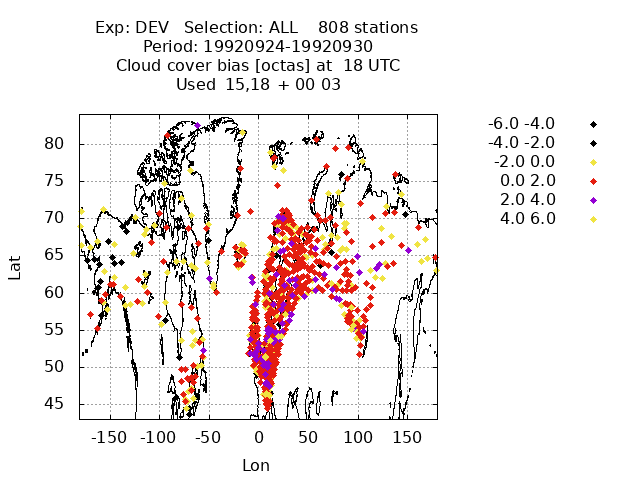 Exp: DEV   Selection: ALL    808 stations
Period: 19920924-19920930
Cloud cover bias [octas] at  18 UTC
Used  15,18  + 00 03
-6.0 -4.0
-4.0 -2.0
-2.0 0.0
0.0 2.0
2.0 4.0
4.0 6.0
80
75
70
65
60
55
50
45
Lat
-150 -100 -50 0 50 100 150
Lon